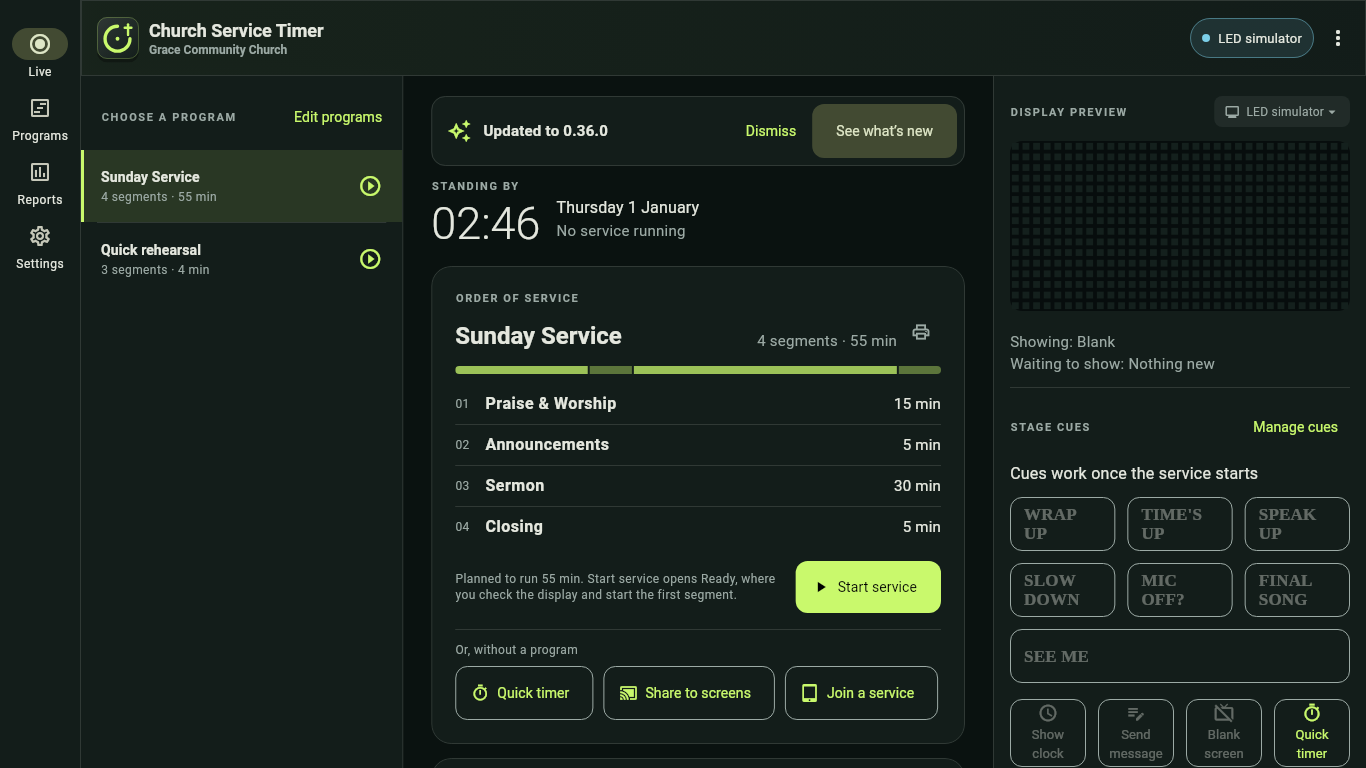 Church Service Timer
Grace Community Church
LED simulator
Live
Programs
Reports
Settings
CHOOSE A PROGRAM
Edit programs
Sunday Service
4 segments · 55 min
Quick rehearsal
3 segments · 4 min
Updated to 0.36.0
Dismiss
See what’s new
STANDING BY
02:46
Thursday 1 January
No service running
ORDER OF SERVICE
Sunday Service
4 segments · 55 min
01 Praise & Worship 15 min
02 Announcements 5 min
03 Sermon 30 min
04 Closing 5 min
Planned to run 55 min. Start service opens Ready, where
you check the display and start the first segment.
Start service
Or, without a program
Quick timer
Share to screens
Join a service
DISPLAY PREVIEW
LED simulator
Showing: Blank
Waiting to show: Nothing new
STAGE CUES
Manage cues
Cues work once the service starts
WRAP
UP
TIME'S
UP
SPEAK
UP
SLOW
DOWN
MIC
OFF?
FINAL
SONG
SEE ME
Show
clock
Send
message
Blank
screen
Quick
timer